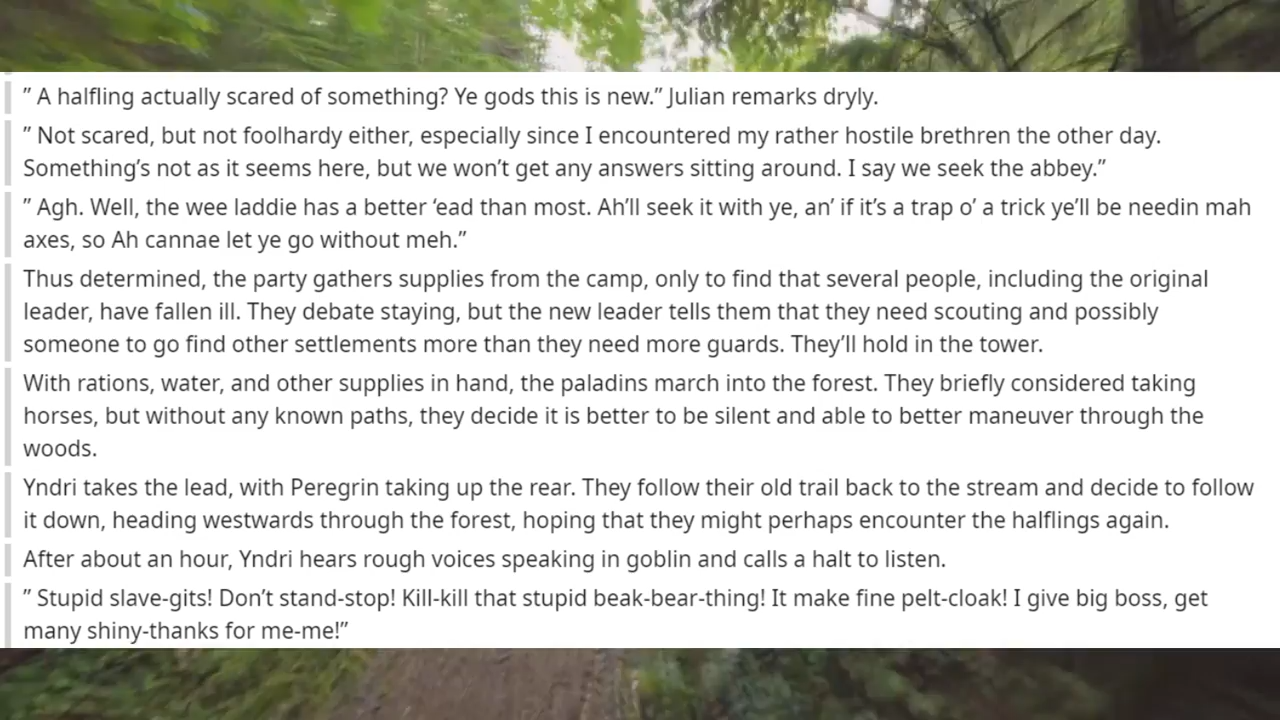 ” A halfling actually scared of something? Ye gods this is new.” Julian remarks dryly.
” Not scared, but not foolhardy either, especially since I encountered my rather hostile brethren the other day.
Something’s not as it seems here, but we won’t get any answers sitting around. I say we seek the abbey.”
” Agh. Well, the wee laddie has a better ‘ead than most. Ah’ll seek it with ye, an’ if it’s a trap o’ a trick ye’ll be needin mah
axes, so Ah cannae let ye go without meh.”
Thus determined, the party gathers supplies from the camp, only to find that several people, including the original
leader, have fallen ill. They debate staying, but the new leader tells them that they need scouting and possibly
someone to go find other settlements more than they need more guards. They’ll hold in the tower.
With rations, water, and other supplies in hand, the paladins march into the forest. They briefly considered taking
horses, but without any known paths, they decide it is better to be silent and able to better maneuver through the
woods.
Yndri takes the lead, with Peregrin taking up the rear. They follow their old trail back to the stream and decide to follow
it down, heading westwards through the forest, hoping that they might perhaps encounter the halflings again.
After about an hour, Yndri hears rough voices speaking in goblin and calls a halt to listen.
” Stupid slave-gits! Don’t stand-stop! Kill-kill that stupid beak-bear-thing! It make fine pelt-cloak! I give big boss, get
many shiny-thanks for me-me!”